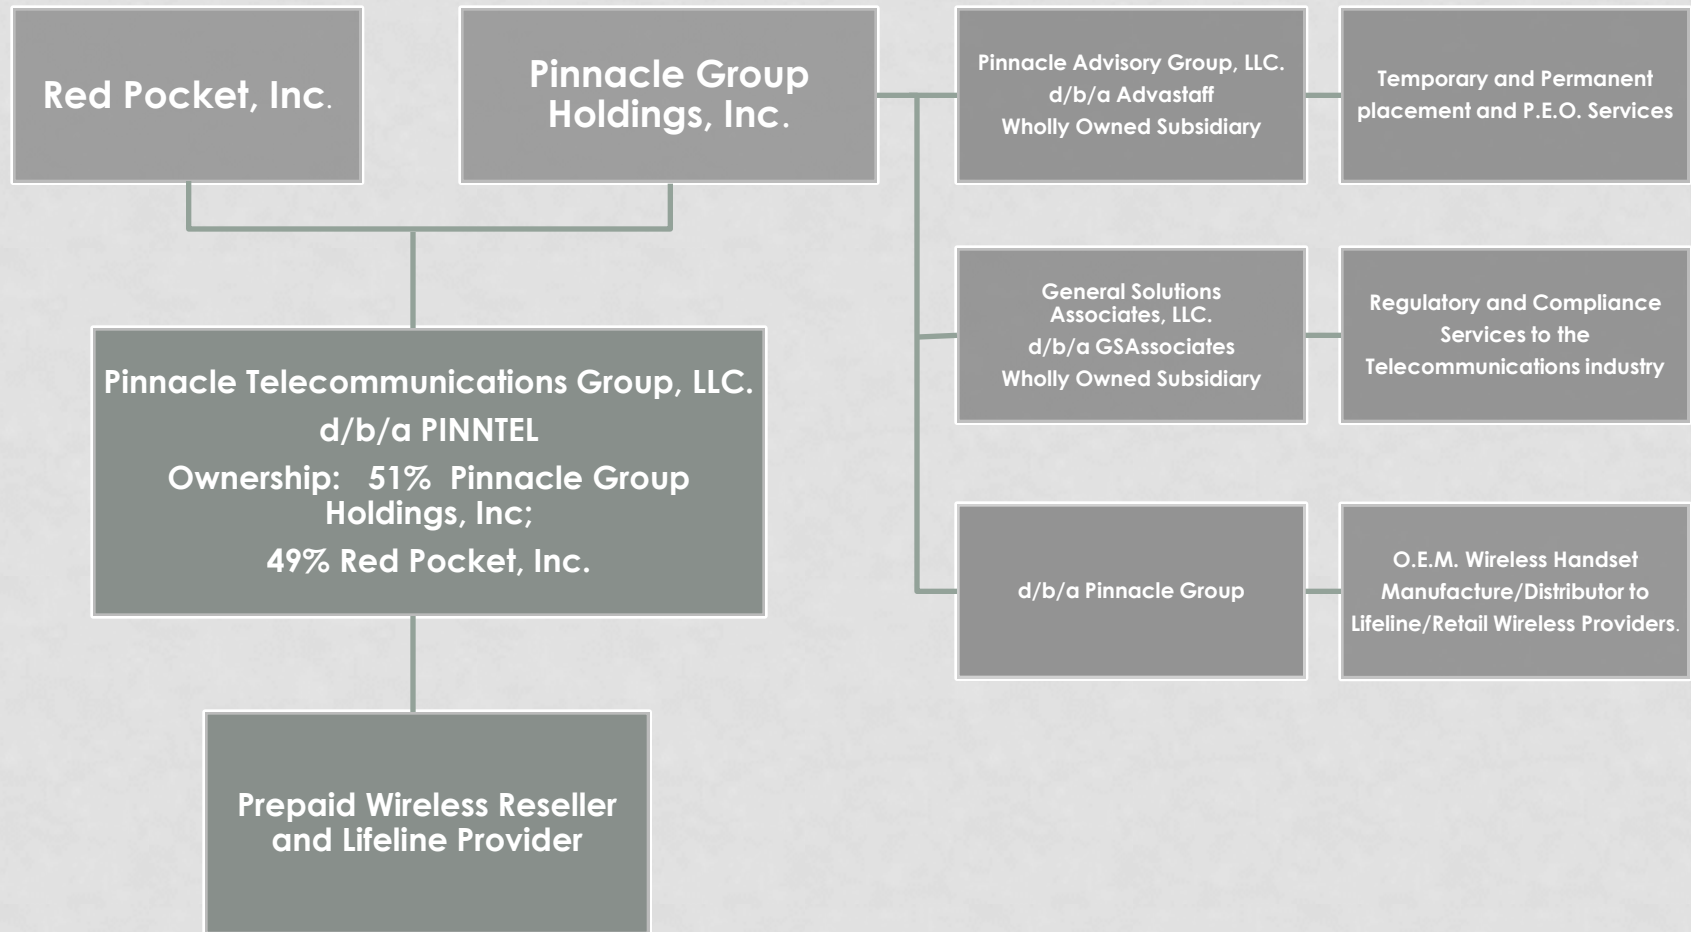 Red Pocket, Inc.
Pinnacle Group
Holdings, Inc.
Pinnacle Advisory Group, LLC.
d/b/a Advastaff
Wholly Owned Subsidiary
Temporary and Permanent
placement and P.E.O. Services
General Solutions
Associates, LLC.
d/b/a GSAssociates
Wholly Owned Subsidiary
Regulatory and Compliance
Services to the
Telecommunications industry
Pinnacle Telecommunications Group, LLC.
d/b/a PINNTEL
Ownership: 51% Pinnacle Group
Holdings, Inc;
49% Red Pocket, Inc.
d/b/a Pinnacle Group
O.E.M. Wireless Handset
Manufacture/Distributor to
Lifeline/Retail Wireless Providers.
Prepaid Wireless Reseller
and Lifeline Provider